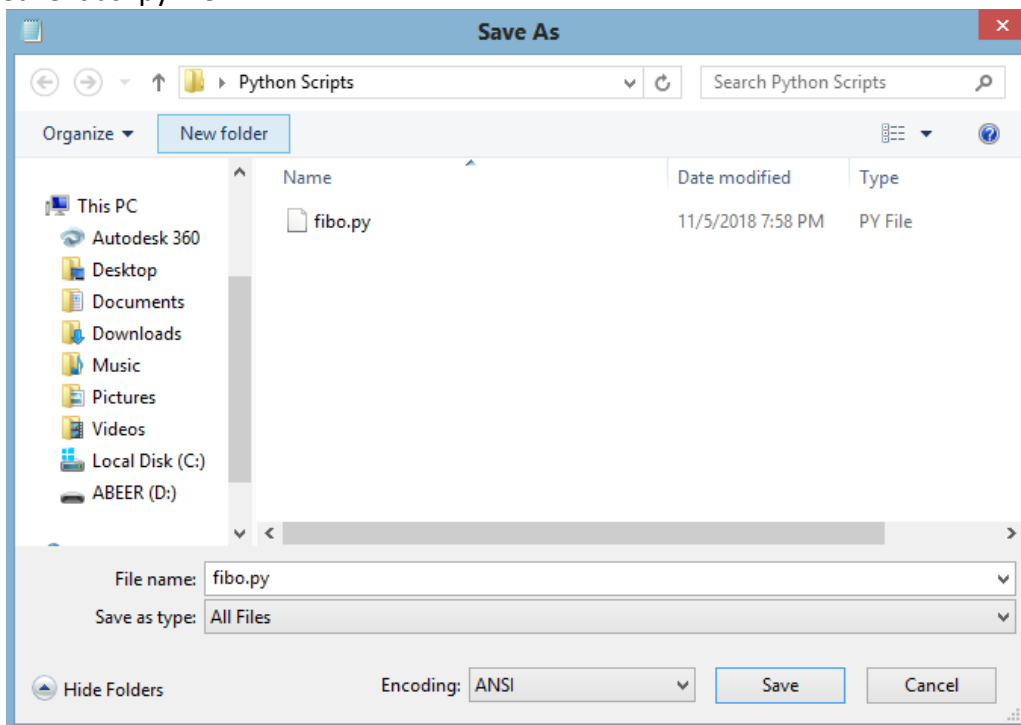 Save As
Python Scripts
Search Python Scripts
Organize
New folder
Name
Date modified
Type
This PC
fibo.py
11/5/2018 7:58 PM
PY File
Autodesk 360
Desktop
Documents
Downloads
Music
Pictures
Videos
Local Disk (C:)
ABEER (D:)
File name: fibo.py
Save as type: All Files
Hide Folders
Encoding: ANSI
Save
Cancel